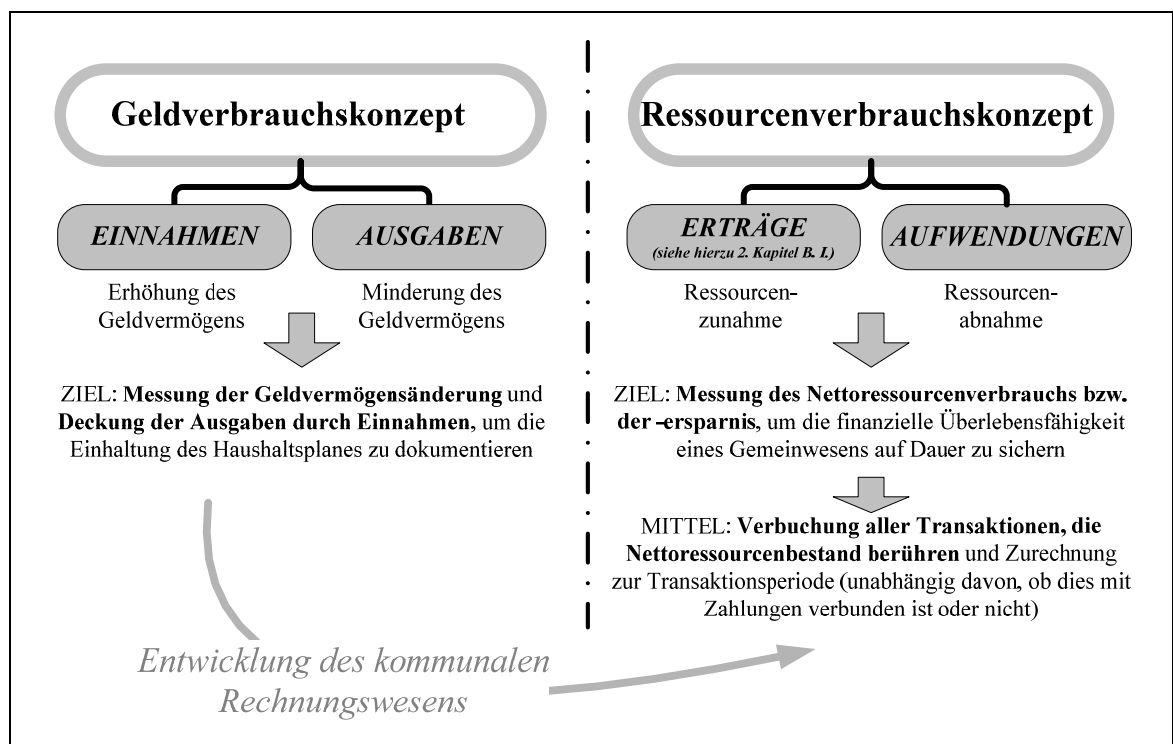 Geldverbrauchskonzept
EINNAHMEN
AUSGABEN
Erhöhung des
Geldvermögens
Minderung des
Geldvermögens
ZIEL: Messung der Geldvermögensänderung und
Deckung der Ausgaben durch Einnahmen, um die
Einhaltung des Haushaltsplanes zu dokumentieren
Ressourcenverbrauchskonzept
ERTRÄGE
(siehe hierzu 2. Kapitel B. I.)
AUFWENDUNGEN
Ressourcen-
zunahme
Ressourcen-
abnahme
ZIEL: Messung des Nettoressourcenverbrauchs bzw.
der -ersparnis, um die finanzielle Überlebensfähigkeit
eines Gemeinwesens auf Dauer zu sichern
MITTEL: Verbuchung aller Transaktionen, die
Nettoressourcenbestand berühren und Zurechnung
zur Transaktionsperiode (unabhängig davon, ob dies mit
Zahlungen verbunden ist oder nicht)
Entwicklung des kommunalen
Rechnungswesens